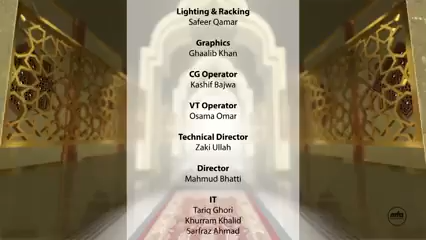 Lighting & Racking
Safeer Qamar
Graphics
Ghaalib Khan
CG Operator
Kashif Bajwa
VT Operator
Osama Omar
Technical Director
Zaki Ullah
Director
Mahmud Bhatti
IT
Tariq Ghori
Khurram Khalid
Sarfraz Ahmad
mta